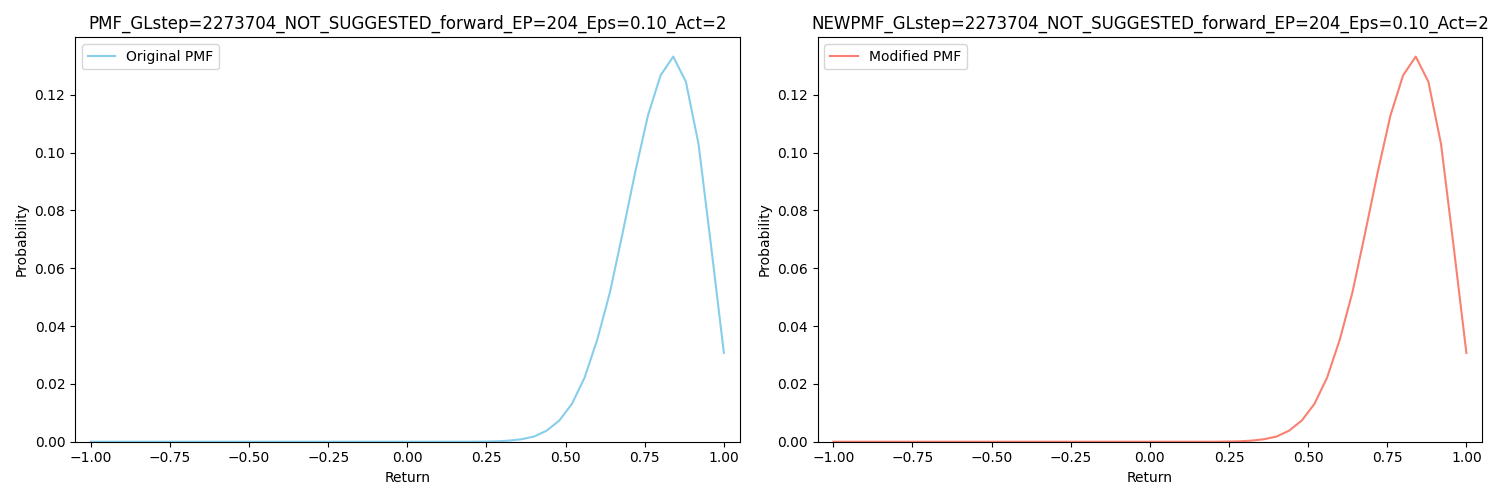 PMF_GLstep=2273704_NOT_SUGGESTED_forward_EP=204_Eps=0.10_Act=2
Original PMF
Probability
0.12
0.10
0.08
0.06
0.04
0.02
0.00
−1.00 −0.75 −0.50 −0.25 0.00 0.25 0.50 0.75 1.00
Return
NEWPMF_GLstep=2273704_NOT_SUGGESTED_forward_EP=204_Eps=0.10_Act=2
Modified PMF
Probability
0.12
0.10
0.08
0.06
0.04
0.02
0.00
−1.00 −0.75 −0.50 −0.25 0.00 0.25 0.50 0.75 1.00
Return